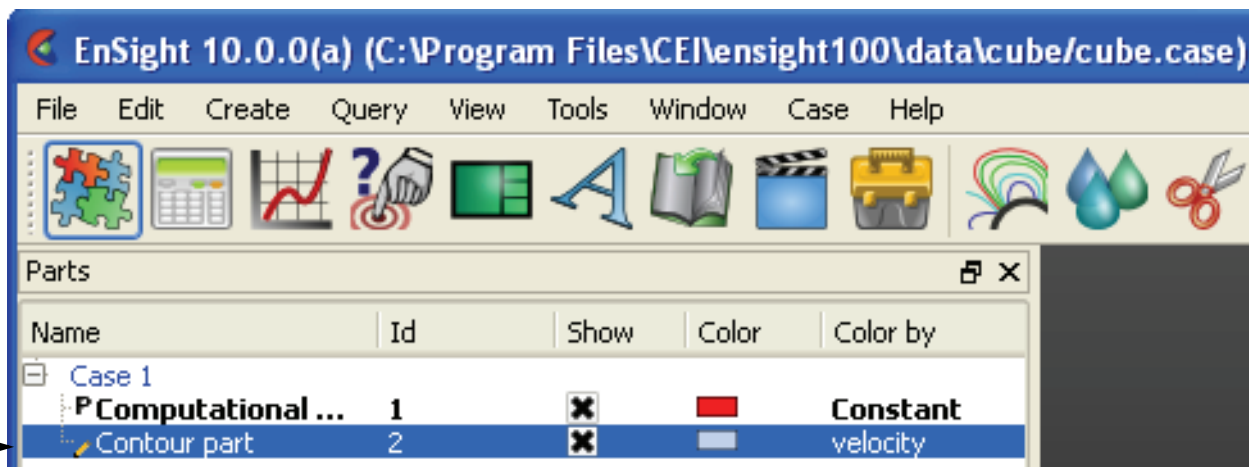 EnSight 10.0.0(a) (C:\Program Files\CEI\ensight100\data\cube/cube.case)
File Edit Create Query View Tools Window Case Help
Parts
Name Id Show Color Color by
Case 1
P Computational ... 1 Constant
Contour part 2 velocity